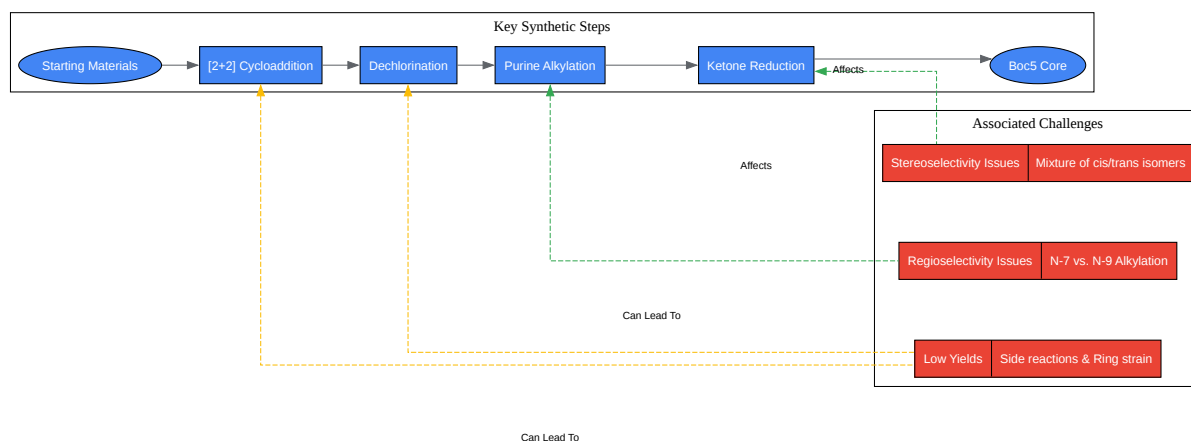 Key Synthetic Steps
Starting Materials
[2+2] Cycloaddition
Dechlorination
Purine Alkylation
Ketone Reduction
Boc5 Core
Affects
Associated Challenges
Stereoselectivity Issues
Mixture of cis/trans isomers
Affects
Regioselectivity Issues
N-7 vs. N-9 Alkylation
Can Lead To
Low Yields
Side reactions & Ring strain
Can Lead To